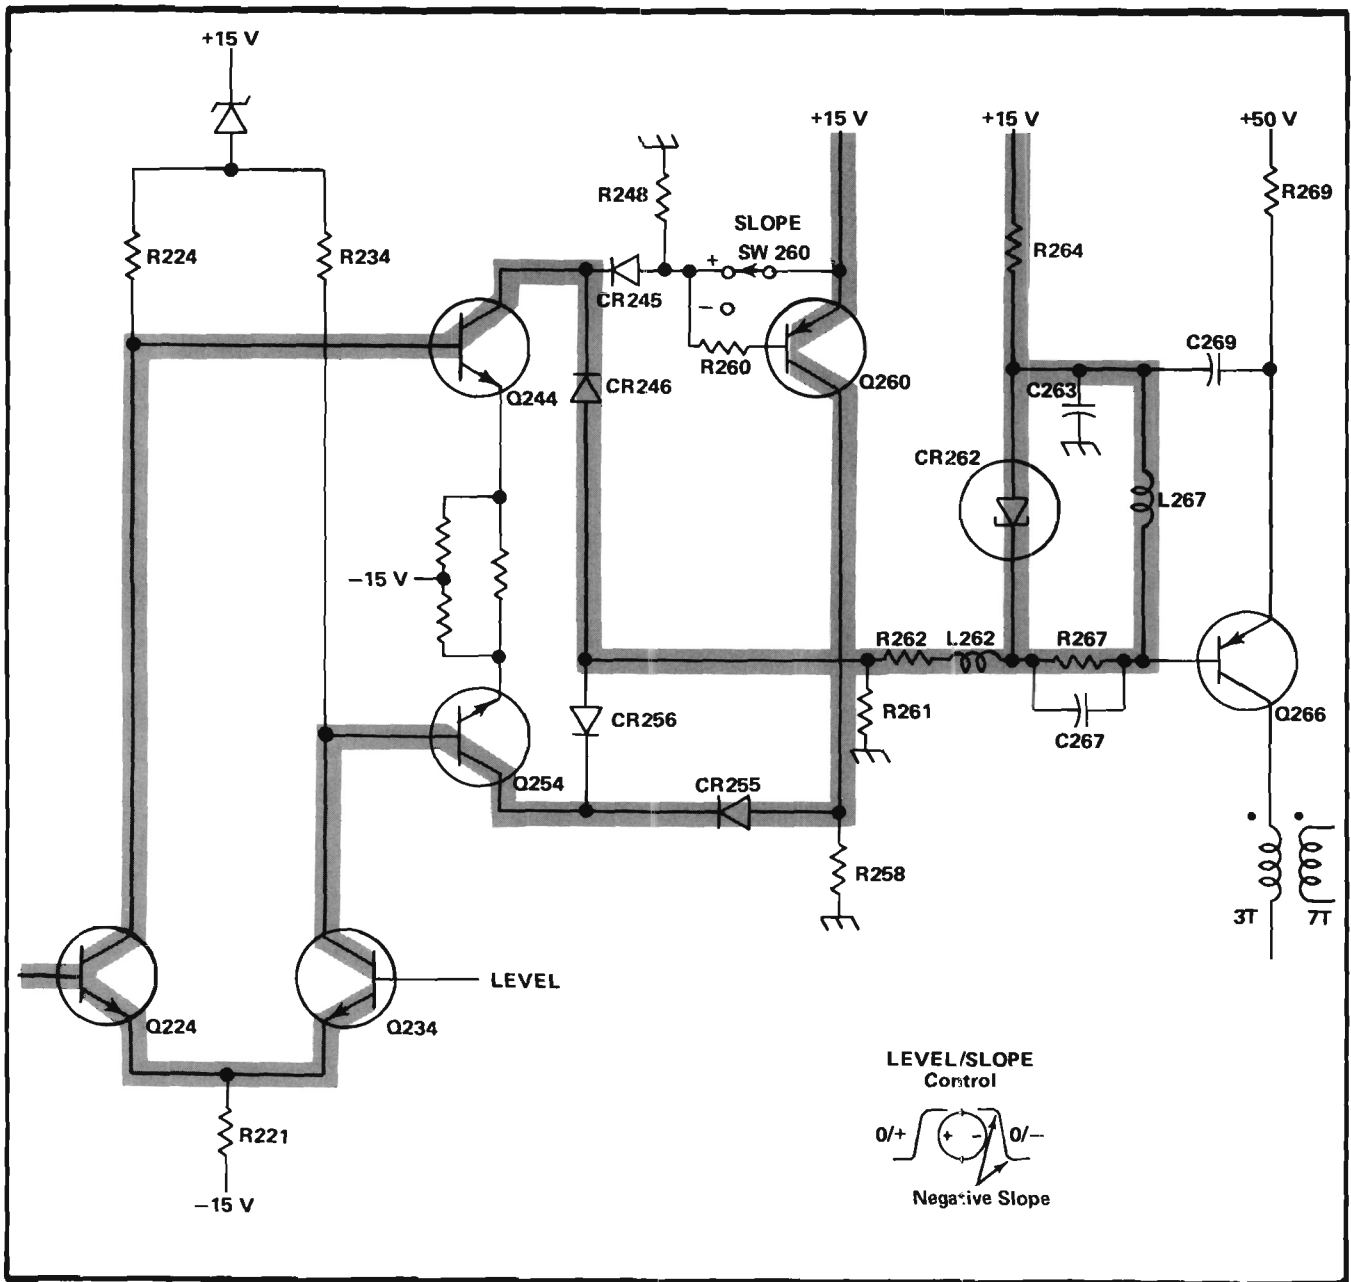 +15 V
+15 V
+15 V
+50 V
R248
R269
SLOPE
SW 260
+
R224
R234
R264
CR245
−
C269
R260
CR246
Q260
C263
Q244
CR262
L267
−15 V
R262
L262
R267
R261
CR256
Q266
C267
Q254
CR255
R258
3T
7T
LEVEL
Q224
Q234
LEVEL/SLOPE
Control
R221
0/+
+
−
0/−
Negative Slope
−15 V